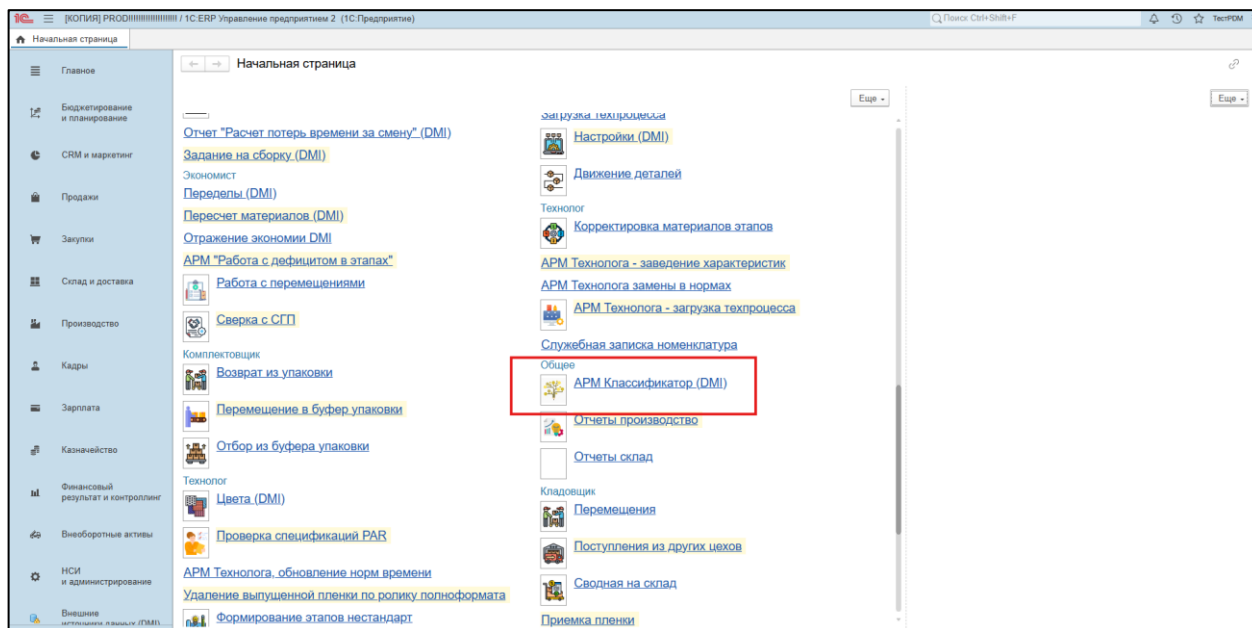 1С [КОПИЯ] PROD!!!!!!!!!!!!!!!!!!! / 1С:ERP Управление предприятием 2 (1С:Предприятие) Поиск Ctrl+Shift+F ТестPDM
Начальная страница
Начальная страница
Еще
Еще
Главное
Бюджетирование
и планирование
CRM и маркетинг
Продажи
Закупки
Склад и доставка
Производство
Кадры
Зарплата
Казначейство
Финансовый
результат и контроллинг
Внеоборотные активы
НСИ
и администрирование
Внешние
источники данных (DMI)
Отчет "Расчет потерь времени за смену" (DMI)
Задание на сборку (DMI)
Экономист
Переделы (DMI)
Пересчет материалов (DMI)
Отражение экономии DMI
АРМ "Работа с дефицитом в этапах"
Работа с перемещениями
Сверка с СГП
Комплектовщик
Возврат из упаковки
Перемещение в буфер упаковки
Отбор из буфера упаковки
Технолог
Цвета (DMI)
Проверка спецификаций PAR
АРМ Технолога, обновление норм времени
Удаление выпущенной пленки по ролику полноформата
Формирование этапов нестандарт
Загрузка техпроцесса
Настройки (DMI)
Движение деталей
Технолог
Корректировка материалов этапов
АРМ Технолога - заведение характеристик
АРМ Технолога замены в нормах
АРМ Технолога - загрузка техпроцесса
Служебная записка номенклатура
Общее
АРМ Классификатор (DMI)
Отчеты производство
Отчеты склад
Кладовщик
Перемещения
Поступления из других цехов
Сводная на склад
Приемка пленки